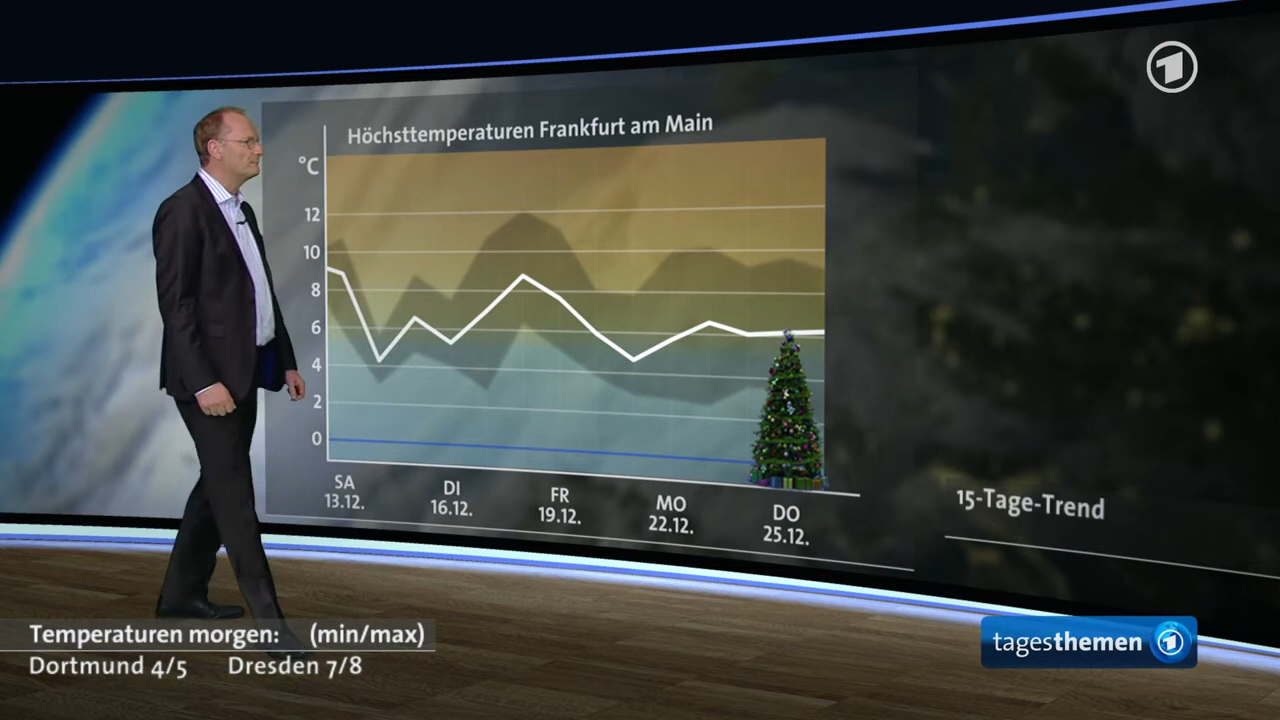 1
Höchsttemperaturen Frankfurt am Main
°C
12
10
8
6
4
2
0
SA
13.12.
DI
16.12.
FR
19.12.
MO
22.12.
DO
25.12.
15-Tage-Trend
Temperaturen morgen: (min/max)
Dortmund 4/5 Dresden 7/8
tagesthemen 1